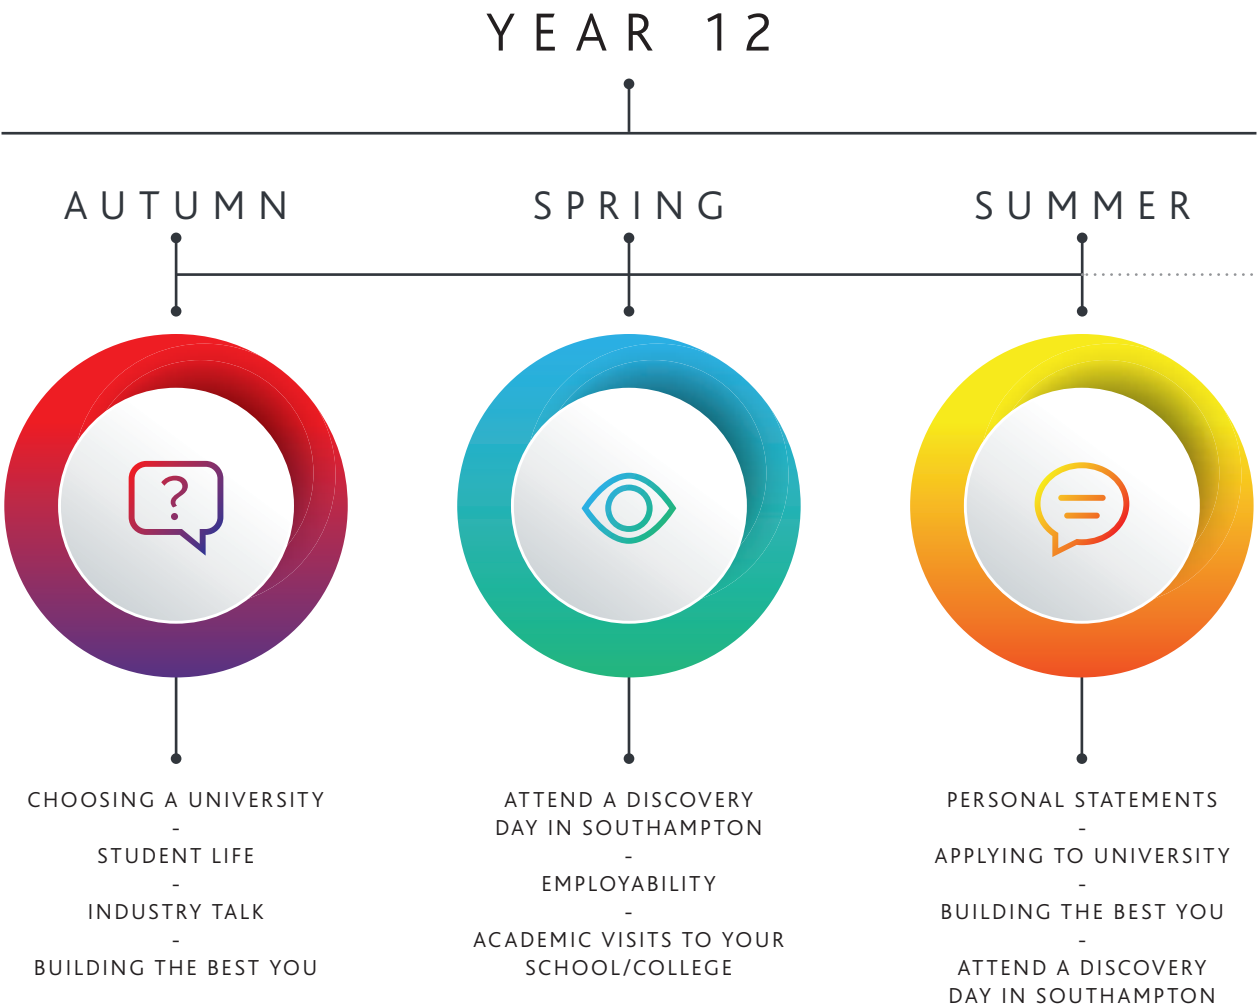 YEAR 12
AUTUMN
SPRING
SUMMER
?
CHOOSING A UNIVERSITY
-
STUDENT LIFE
-
INDUSTRY TALK
-
BUILDING THE BEST YOU
ATTEND A DISCOVERY
DAY IN SOUTHAMPTON
-
EMPLOYABILITY
-
ACADEMIC VISITS TO YOUR
SCHOOL/COLLEGE
PERSONAL STATEMENTS
-
APPLYING TO UNIVERSITY
-
BUILDING THE BEST YOU
-
ATTEND A DISCOVERY
DAY IN SOUTHAMPTON